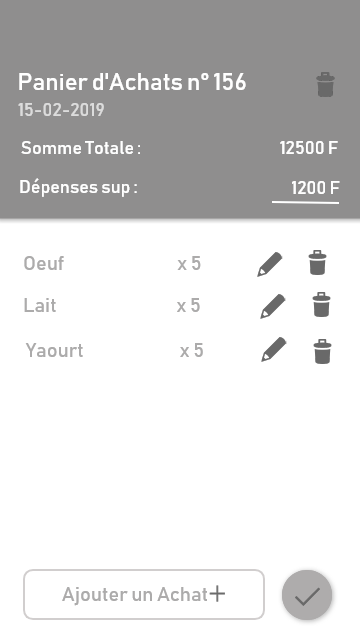 Panier d'Achats n° 156
15-02-2019
Somme Totale : 12500 F
Dépenses sup : 1200 F
Oeuf x 5
Lait x 5
Yaourt x 5
Ajouter un Achat+